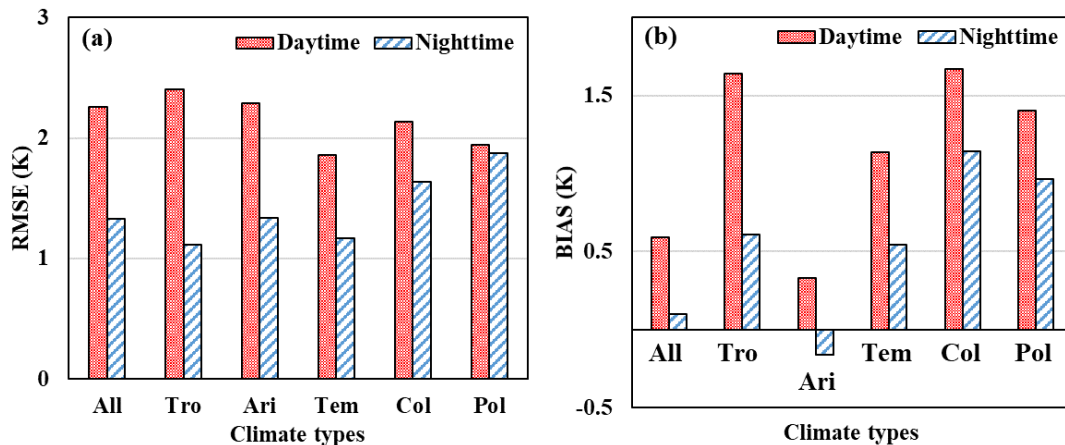 (a)
Daytime Nighttime
RMSE (K)
3
2
1
0
All Tro Ari Tem Col Pol
Climate types
(b)
Daytime Nighttime
BIAS (K)
1.5
0.5
-0.5
All Tro Ari Tem Col Pol
Climate types